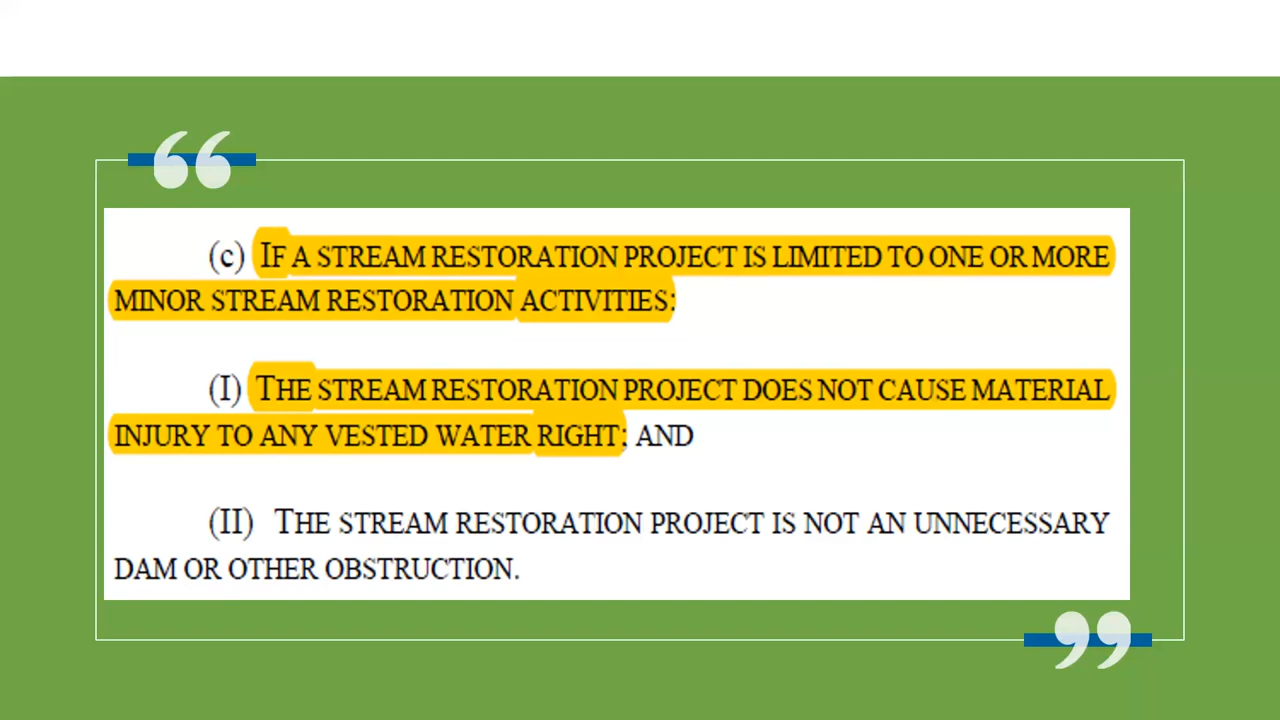 “
(c) IF A STREAM RESTORATION PROJECT IS LIMITED TO ONE OR MORE
MINOR STREAM RESTORATION ACTIVITIES:
(I) THE STREAM RESTORATION PROJECT DOES NOT CAUSE MATERIAL
INJURY TO ANY VESTED WATER RIGHT; AND
(II) THE STREAM RESTORATION PROJECT IS NOT AN UNNECESSARY
DAM OR OTHER OBSTRUCTION.
”